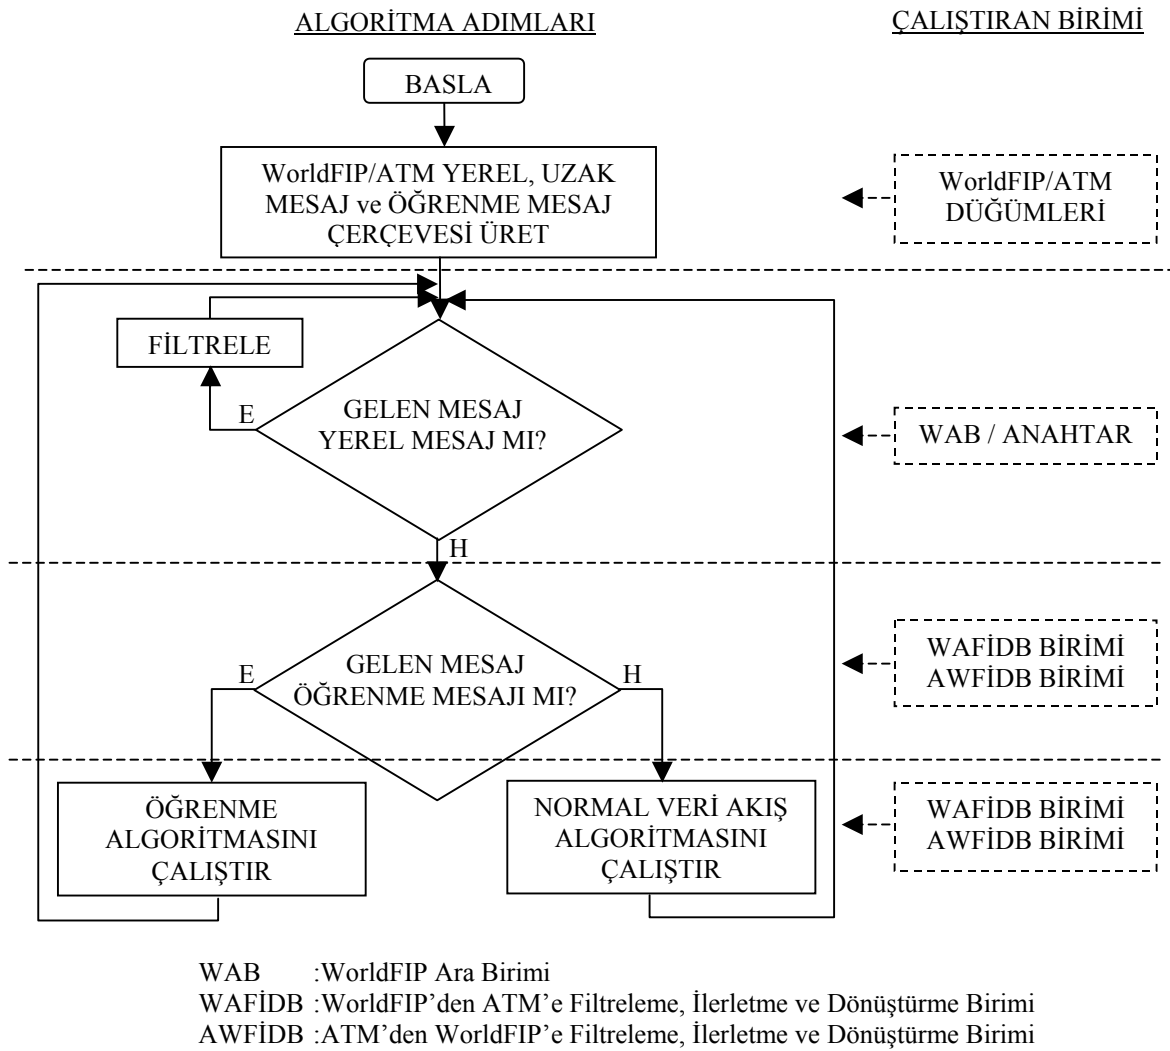 ALGORİTMA ADIMLARI
ÇALIŞTIRAN BİRİMİ
BASLA
WorldFIP/ATM YEREL, UZAK
MESAJ ve ÖĞRENME MESAJ
ÇERÇEVESİ ÜRET
WorldFIP/ATM
DÜĞÜMLERİ
FİLTRELE
E
GELEN MESAJ
YEREL MESAJ MI?
WAB / ANAHTAR
H
E
GELEN MESAJ
ÖĞRENME MESAJI MI?
H
WAFİDB BİRİMİ
AWFİDB BİRİMİ
ÖĞRENME
ALGORİTMASINI
ÇALIŞTIR
NORMAL VERİ AKIŞ
ALGORİTMASINI
ÇALIŞTIR
WAFİDB BİRİMİ
AWFİDB BİRİMİ
WAB :WorldFIP Ara Birimi
WAFİDB :WorldFIP’den ATM’e Filtreleme, İlerletme ve Dönüştürme Birimi
AWFİDB :ATM’den WorldFIP’e Filtreleme, İlerletme ve Dönüştürme Birimi